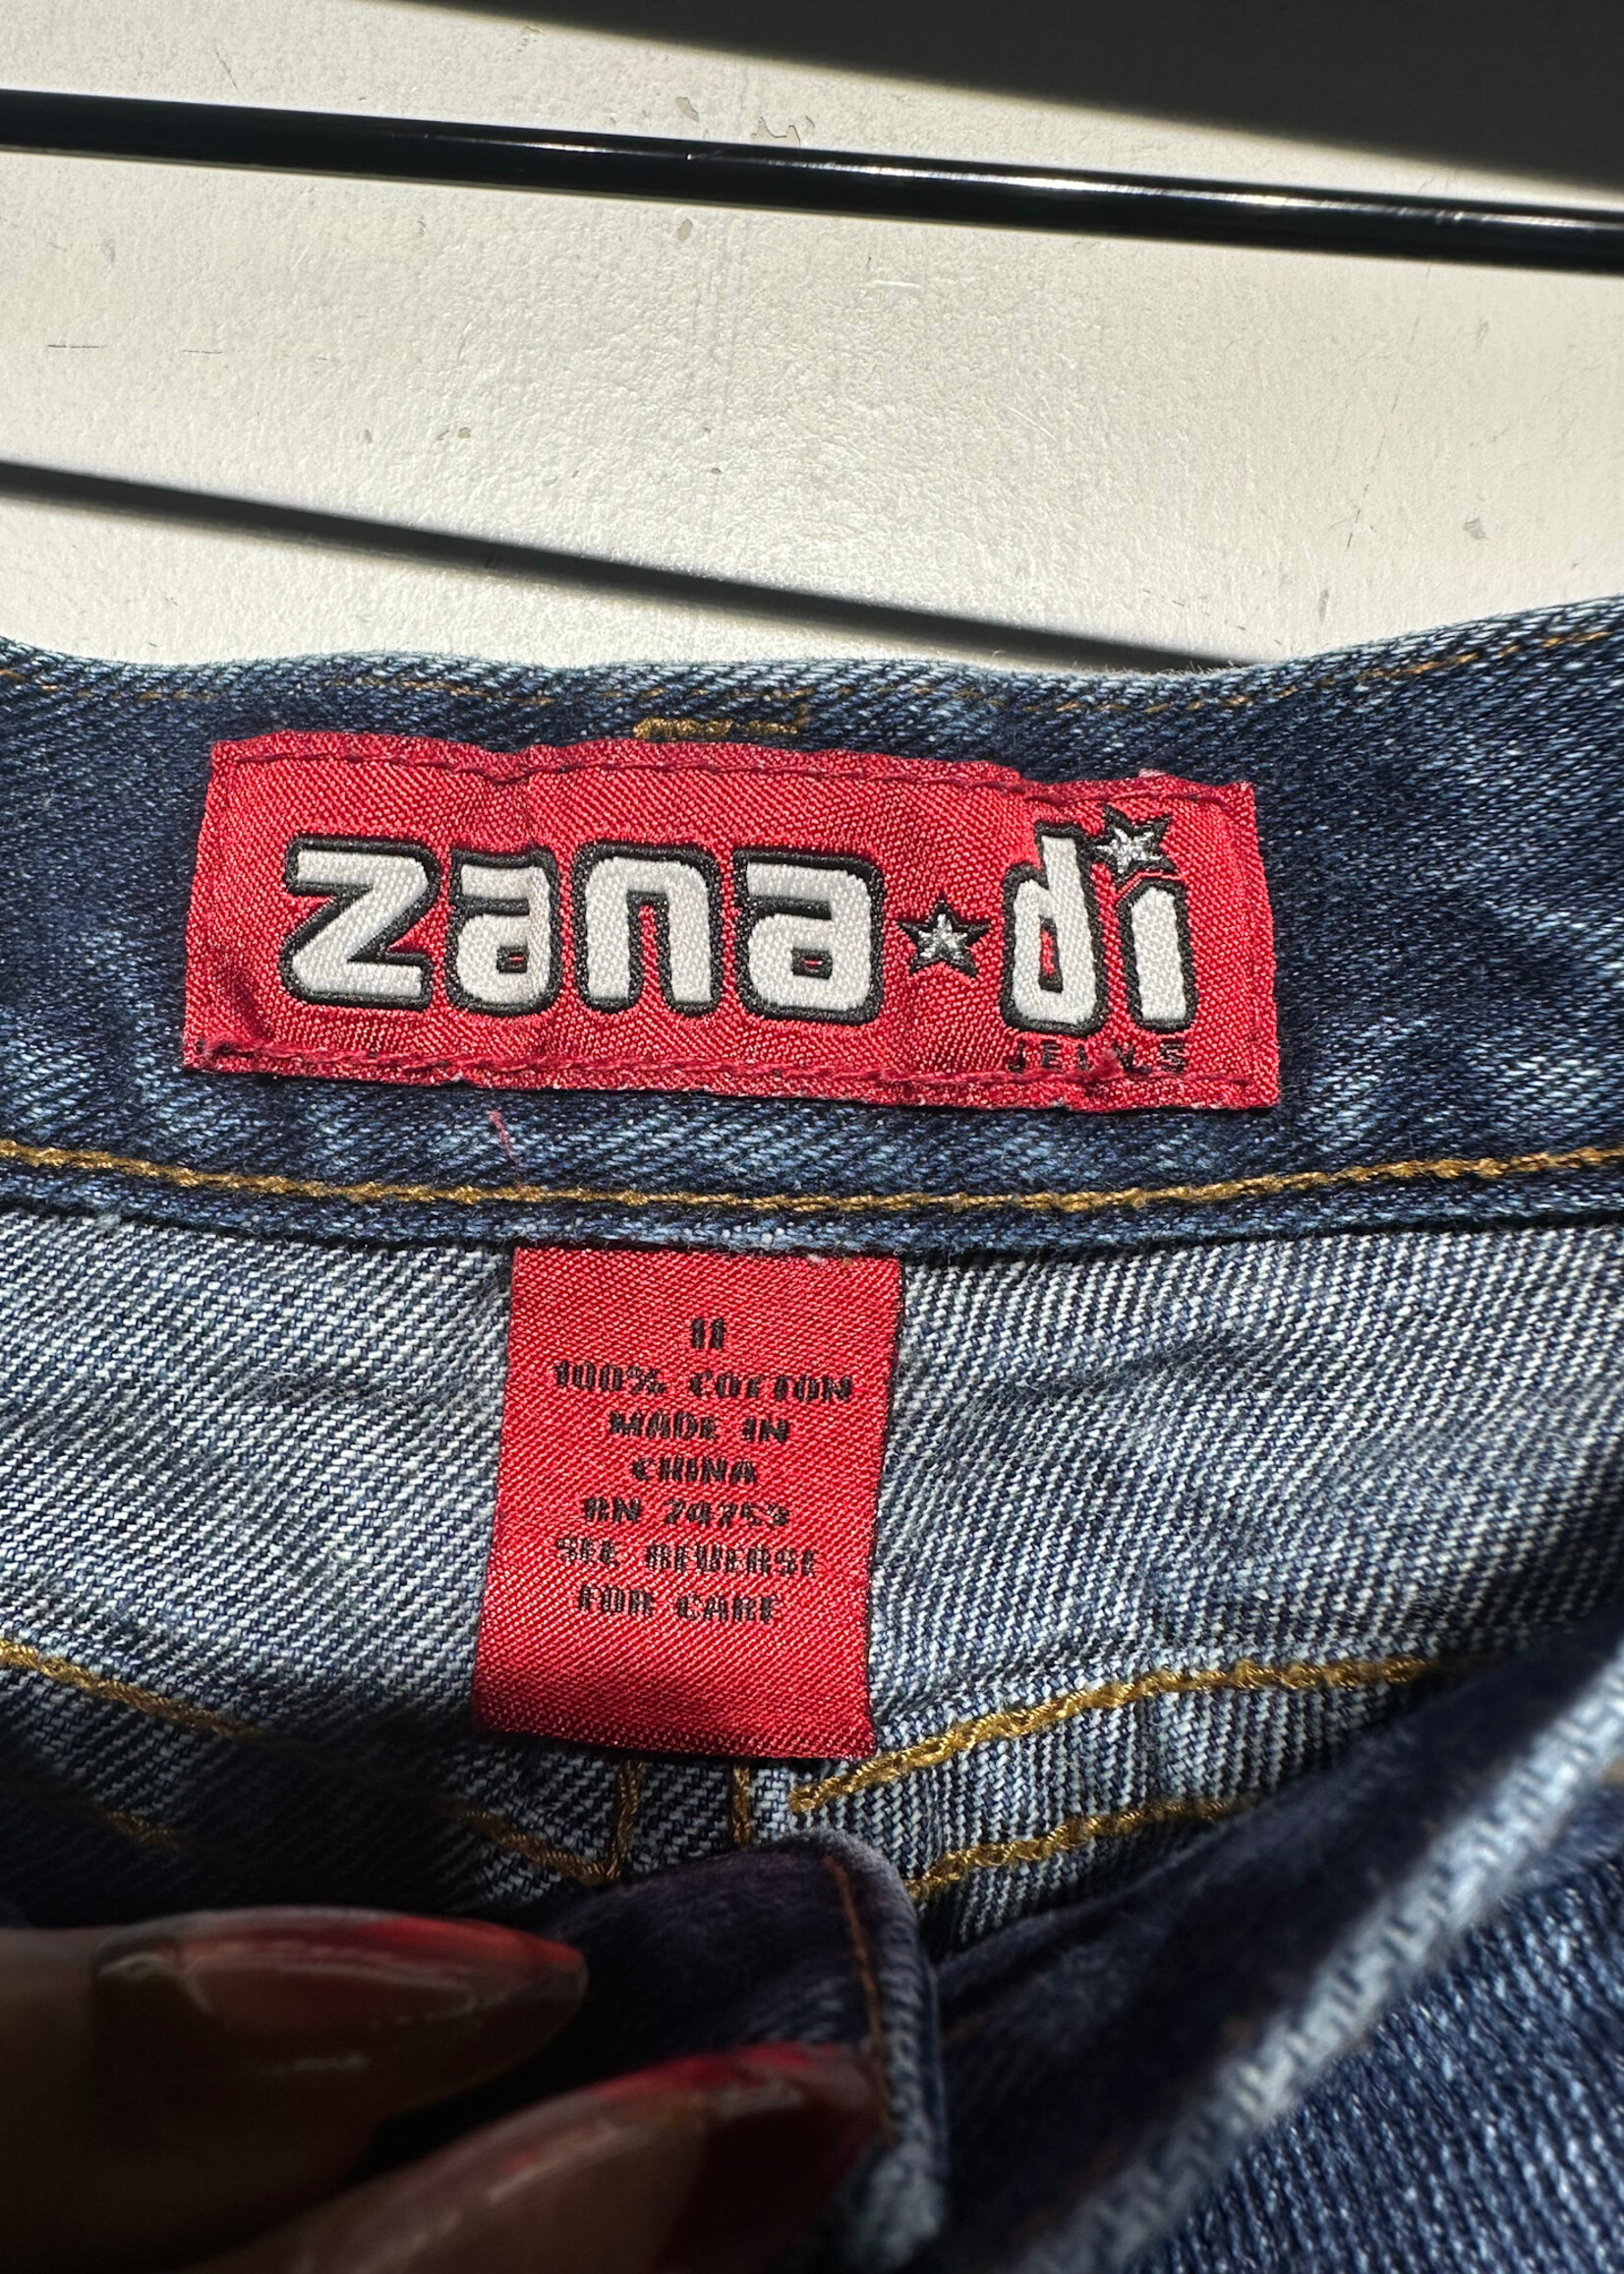 zana★di
JEANS
11
100% COTTON
MADE IN
CHINA
RN 74753
SEE REVERSE
FOR CARE